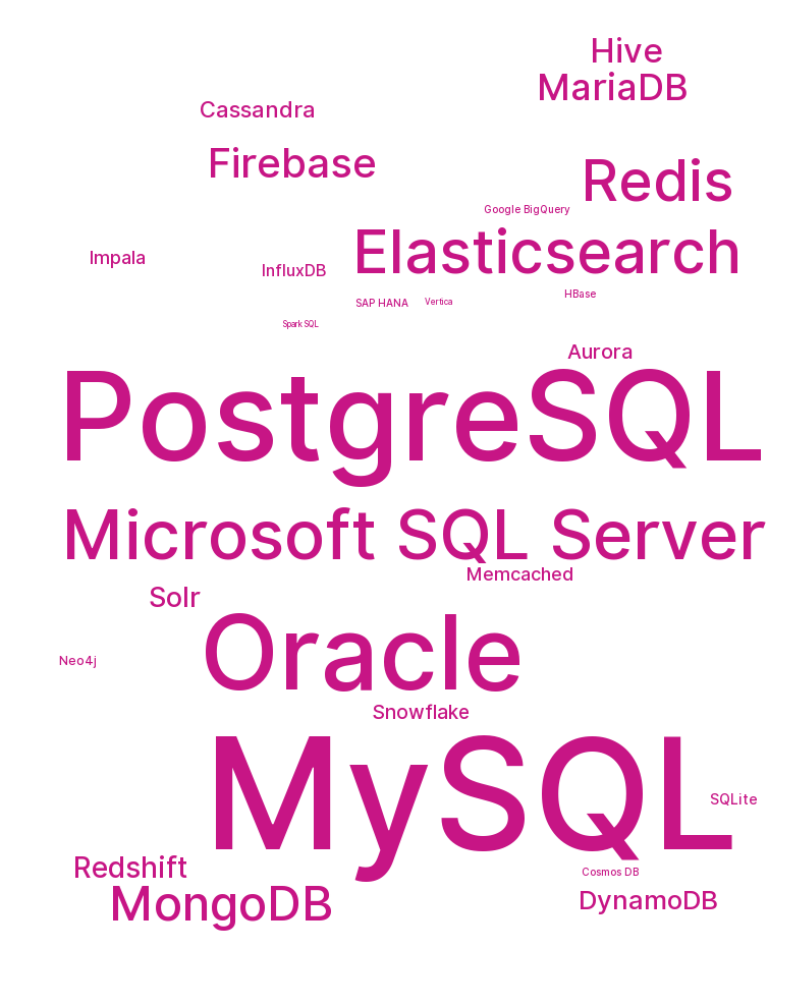 Hive
MariaDB
Cassandra
Firebase
Redis
Google BigQuery
Elasticsearch
Impala
InfluxDB
HBase
SAP HANA
Vertica
Spark SQL
Aurora
PostgreSQL
Microsoft SQL Server
Memcached
Solr
Oracle
Neo4j
Snowflake
MySQL
SQLite
Redshift
Cosmos DB
MongoDB
DynamoDB